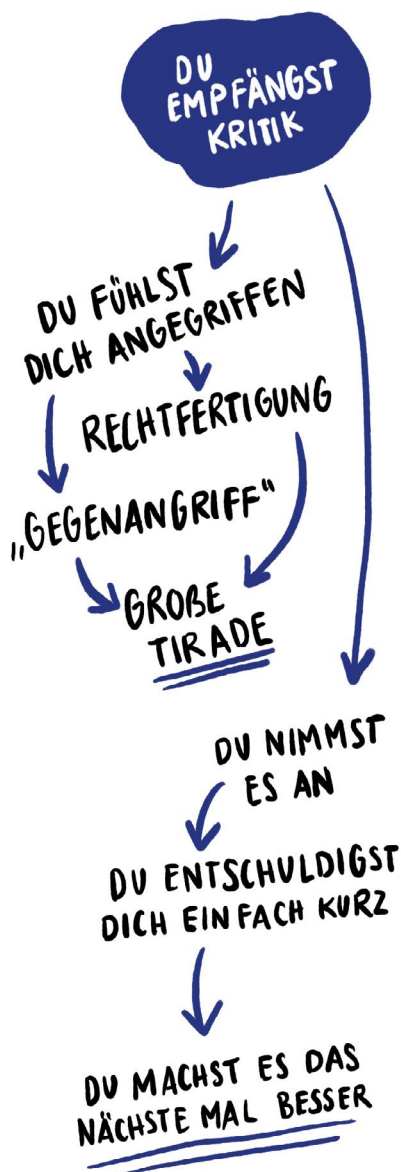 DU
EMPFÄNGST
KRITIK
DU FÜHLST
DICH ANGEGRIFFEN
RECHTFERTIGUNG
„GEGENANGRIFF“
GROßE
TIRADE
DU NIMMST
ES AN
DU ENTSCHULDIGST
DICH EINFACH KURZ
DU MACHST ES DAS
NÄCHSTE MAL BESSER